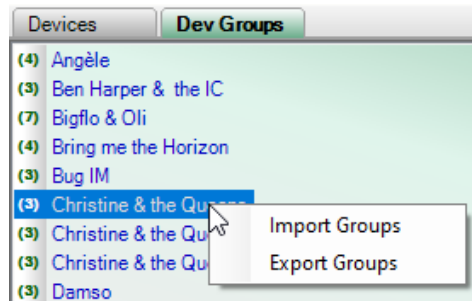 Devices Dev Groups
(4) Angèle
(3) Ben Harper & the IC
(7) Bigflo & Oli
(4) Bring me the Horizon
(3) Bug IM
(3) Christine & the Queens
(3) Christine & the Qu Import Groups
(3) Christine & the Qu Export Groups
(3) Damso